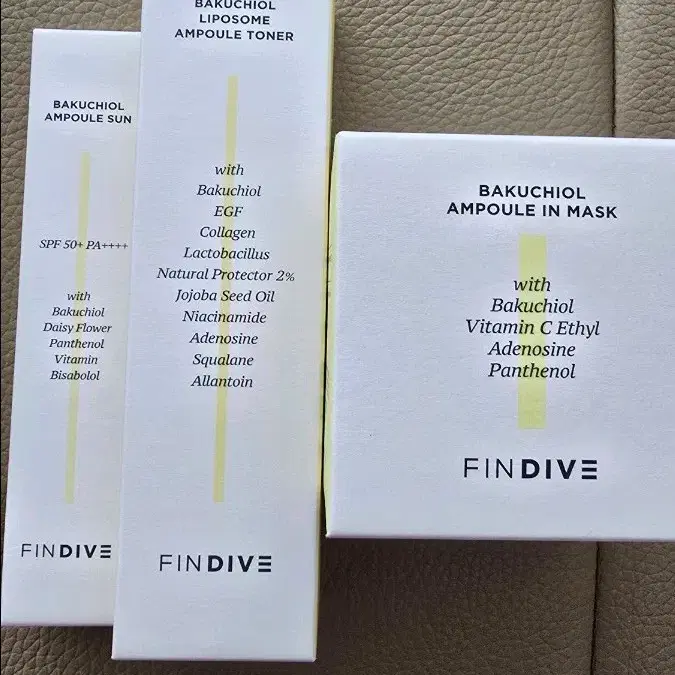 BAKUCHIOL
AMPOULE SUN
SPF 50+ PA++++
with
Bakuchiol
Daisy Flower
Panthenol
Vitamin
Bisabolol
FINDIVE
BAKUCHIOL
LIPOSOME
AMPOULE TONER
with
Bakuchiol
EGF
Collagen
Lactobacillus
Natural Protector 2%
Jojoba Seed Oil
Niacinamide
Adenosine
Squalane
Allantoin
FINDIVE
BAKUCHIOL
AMPOULE IN MASK
with
Bakuchiol
Vitamin C Ethyl
Adenosine
Panthenol
FINDIVE